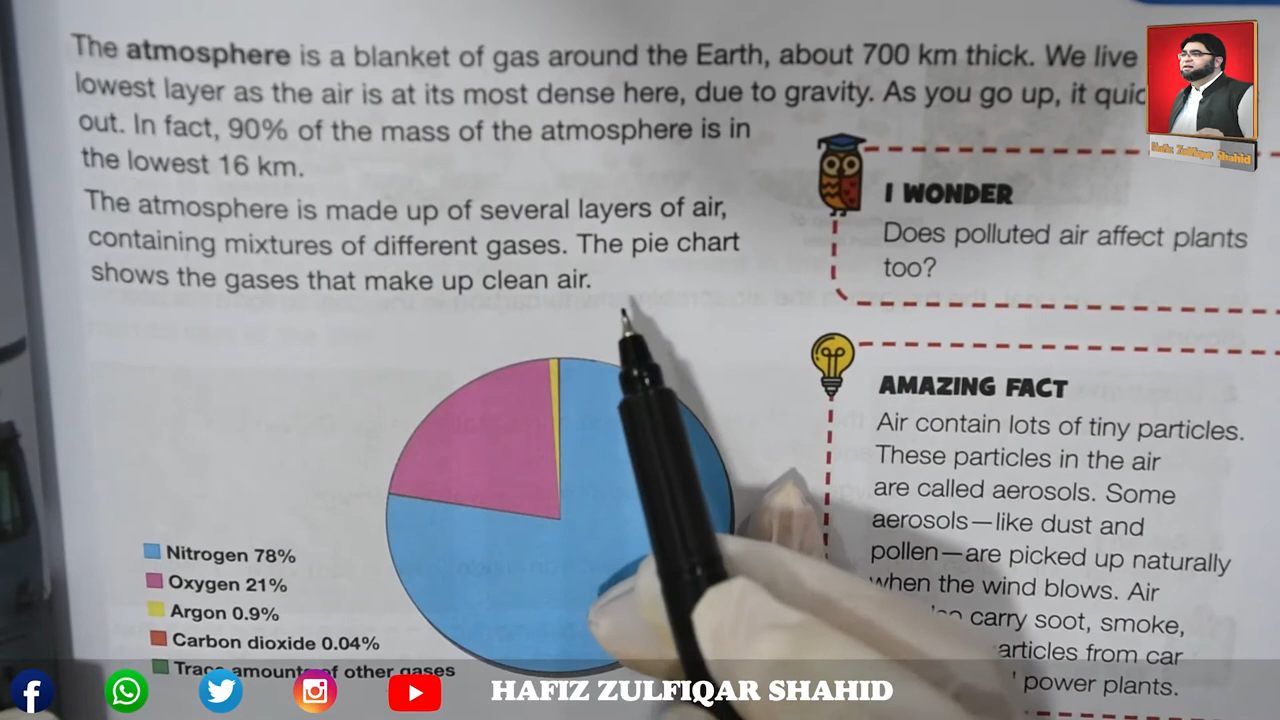 The atmosphere is a blanket of gas around the Earth, about 700 km thick. We live
lowest layer as the air is at its most dense here, due to gravity. As you go up, it
out. In fact, 90% of the mass of the atmosphere is in
the lowest 16 km.
The atmosphere is made up of several layers of air,
containing mixtures of different gases. The pie chart
shows the gases that make up clean air.
Nitrogen 78%
Oxygen 21%
Argon 0.9%
Carbon dioxide 0.04%
Trace amounts of other gases
I WONDER
Does polluted air affect plants
too?
AMAZING FACT
Air contain lots of tiny particles.
These particles in the air
are called aerosols. Some
aerosols—like dust and
pollen—are picked up naturally
when the wind blows. Air
carry soot, smoke,
articles from car
power plants.
Hafiz Zulfiqar Shahid
HAFIZ ZULFIQAR SHAHID